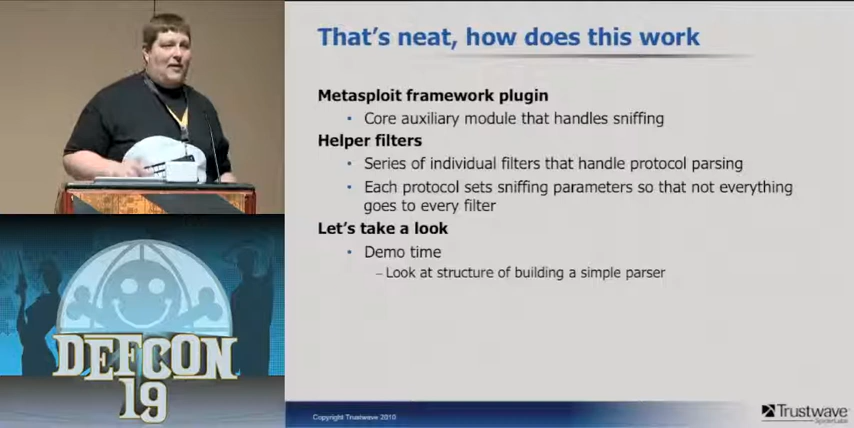 That's neat, how does this work
Metasploit framework plugin
• Core auxiliary module that handles sniffing
Helper filters
• Series of individual filters that handle protocol parsing
• Each protocol sets sniffing parameters so that not everything
goes to every filter
Let's take a look
• Demo time
– Look at structure of building a simple parser
DEFCON
19
Copyright Trustwave 2010
Trustwave
SpiderLabs